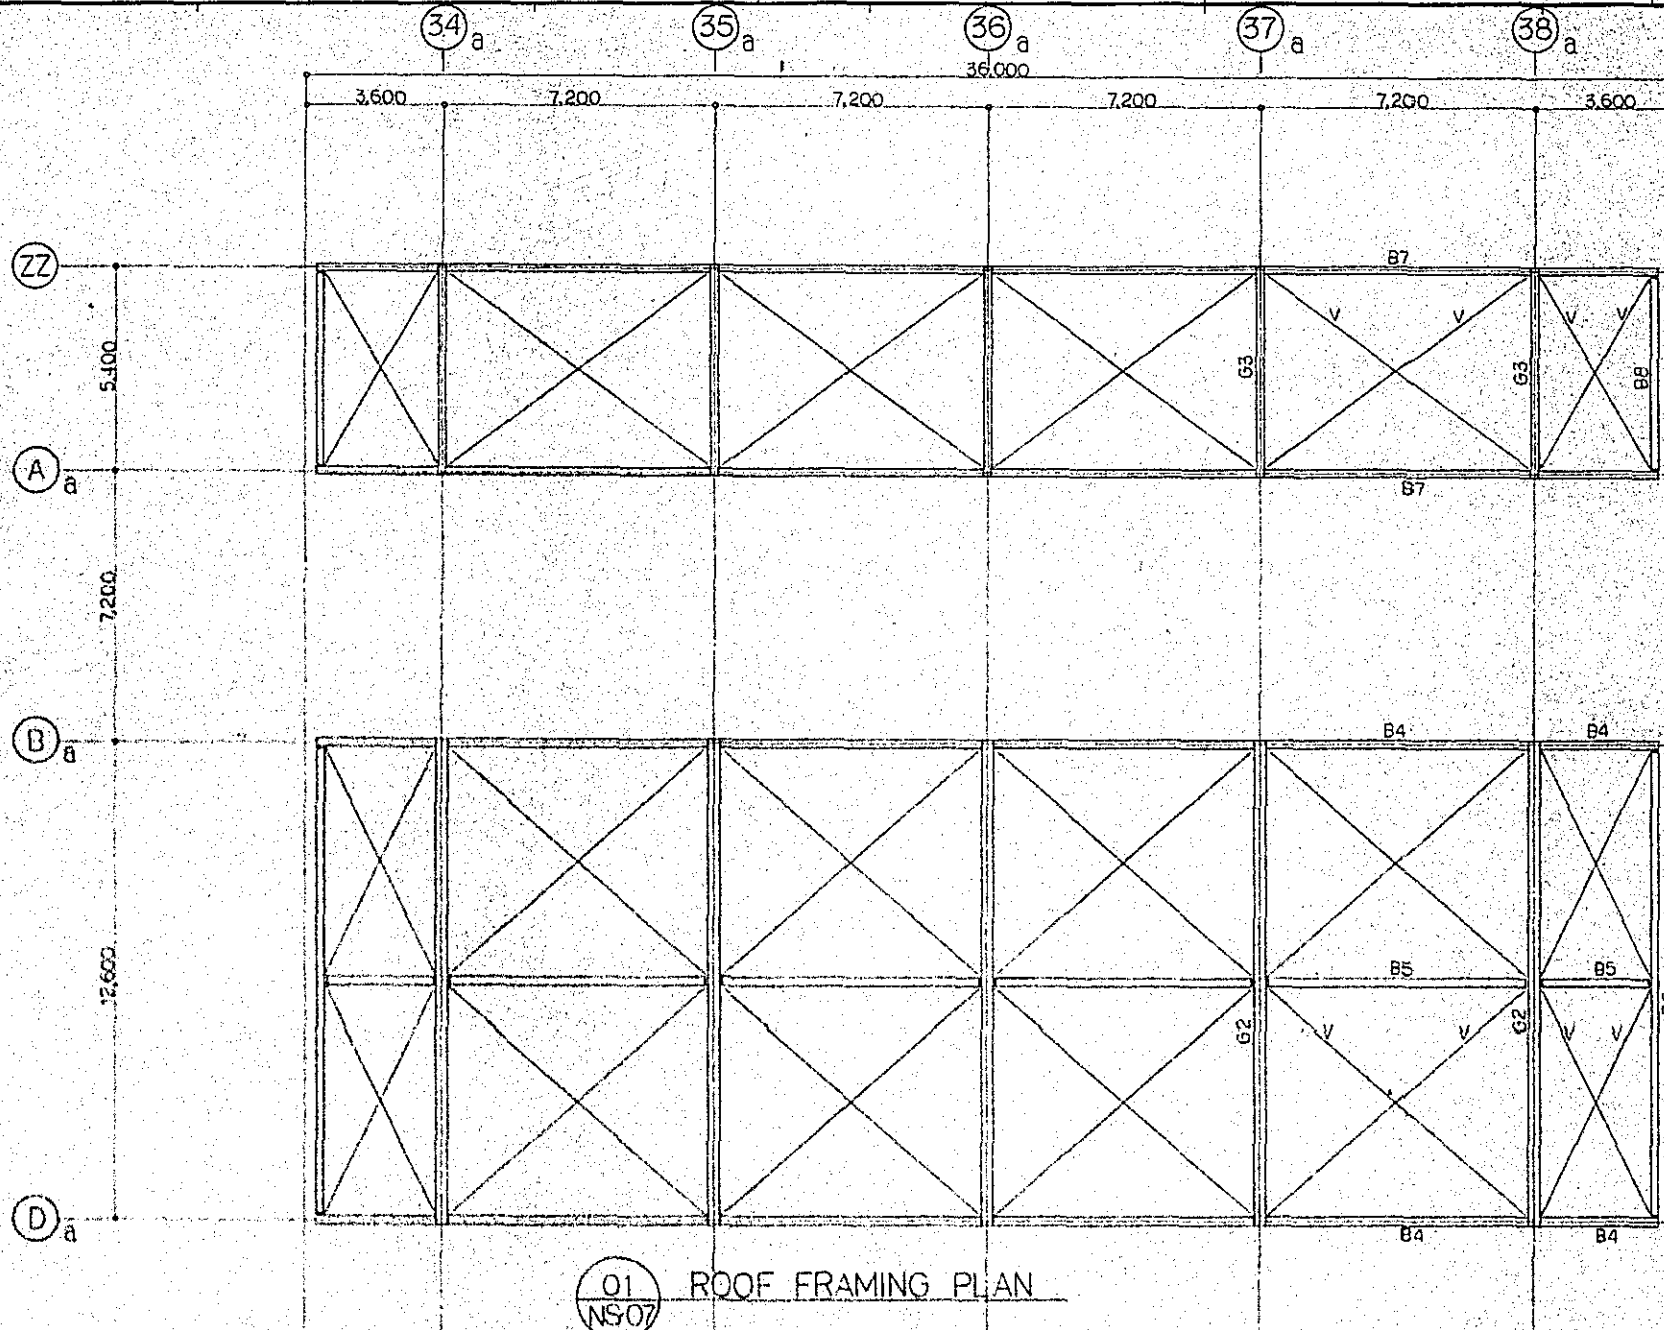 34 a 35 a 36 a 37 a 38 a
36,000
3,600 7,200 7,200 7,200 7,200 3,600
ZZ
B7
V V V V
5,400
G3 G3 B8
A a
B7
7,200
B a
B4 B4
12,600
B5 B5
G2 G2
V V V V
D a
B4 B4
01 ROOF FRAMING PLAN
NS-07